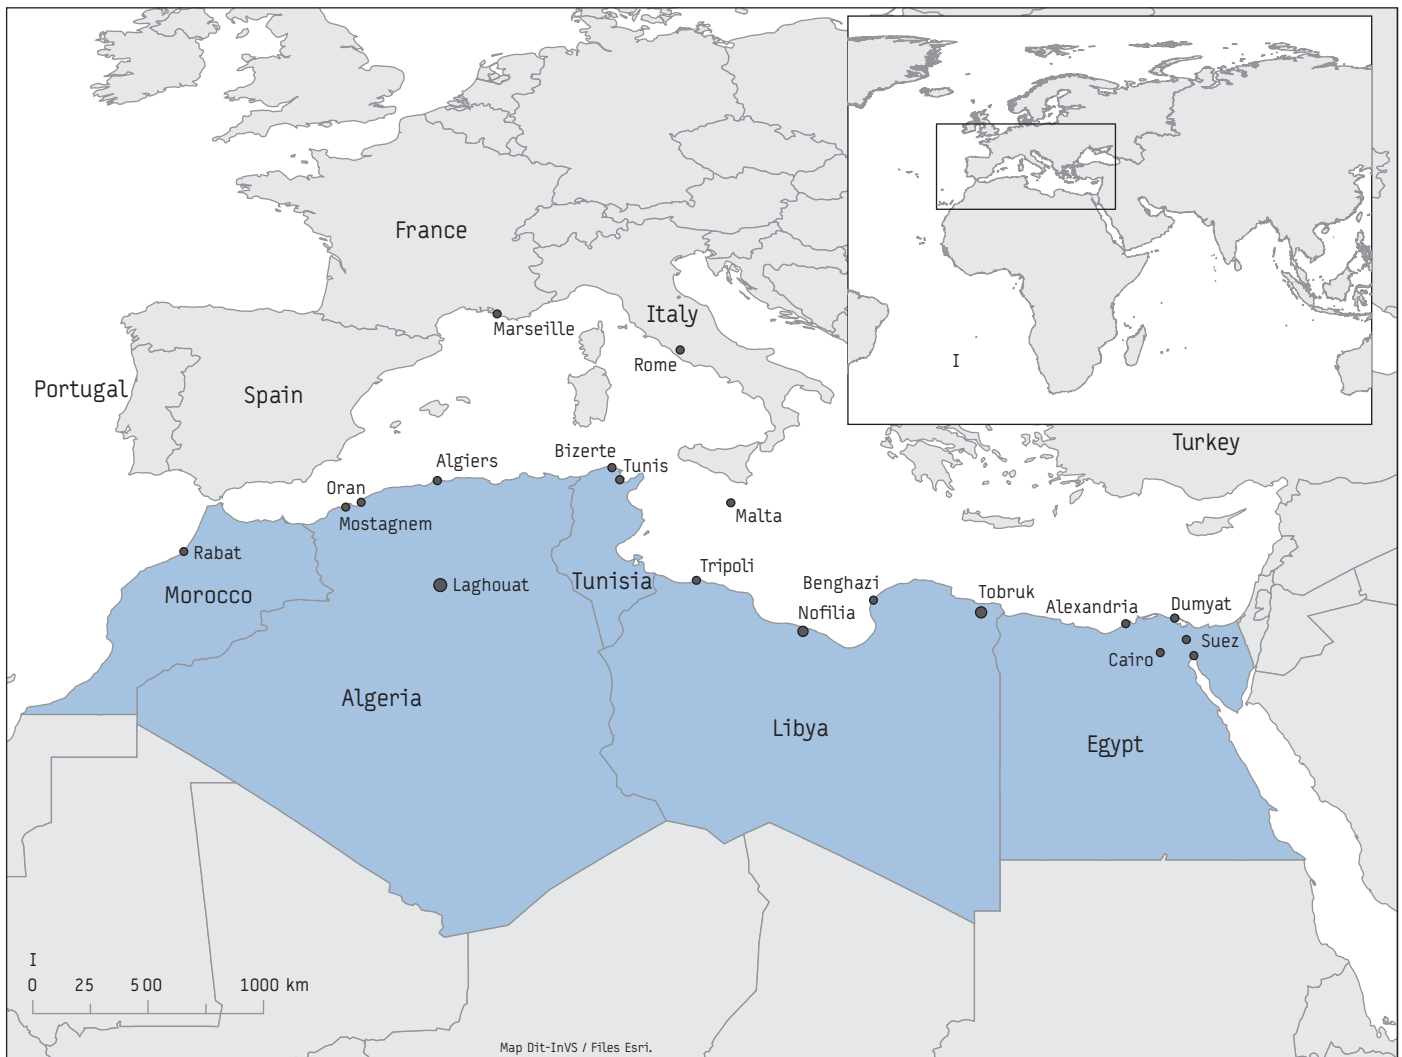 France
Marseille
Italy
Rome
Portugal
Spain
I
Turkey
Bizerte
Tunis
Algiers
Oran
Mostagnem
Malta
Rabat
Morocco
Laghouat
Tunisia
Tripoli
Benghazi
Nofilia
Tobruk
Alexandria
Dumyat
Suez
Cairo
Algeria
Libya
Egypt
I
0 25 500 1000 km
Map Dit-InVS / Files Esri.